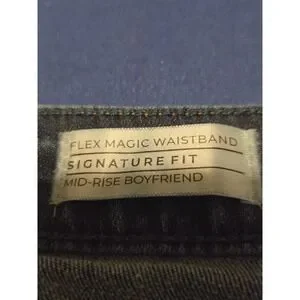 FLEX MAGIC WAISTBAND
SIGNATURE FIT
MID-RISE BOYFRIEND